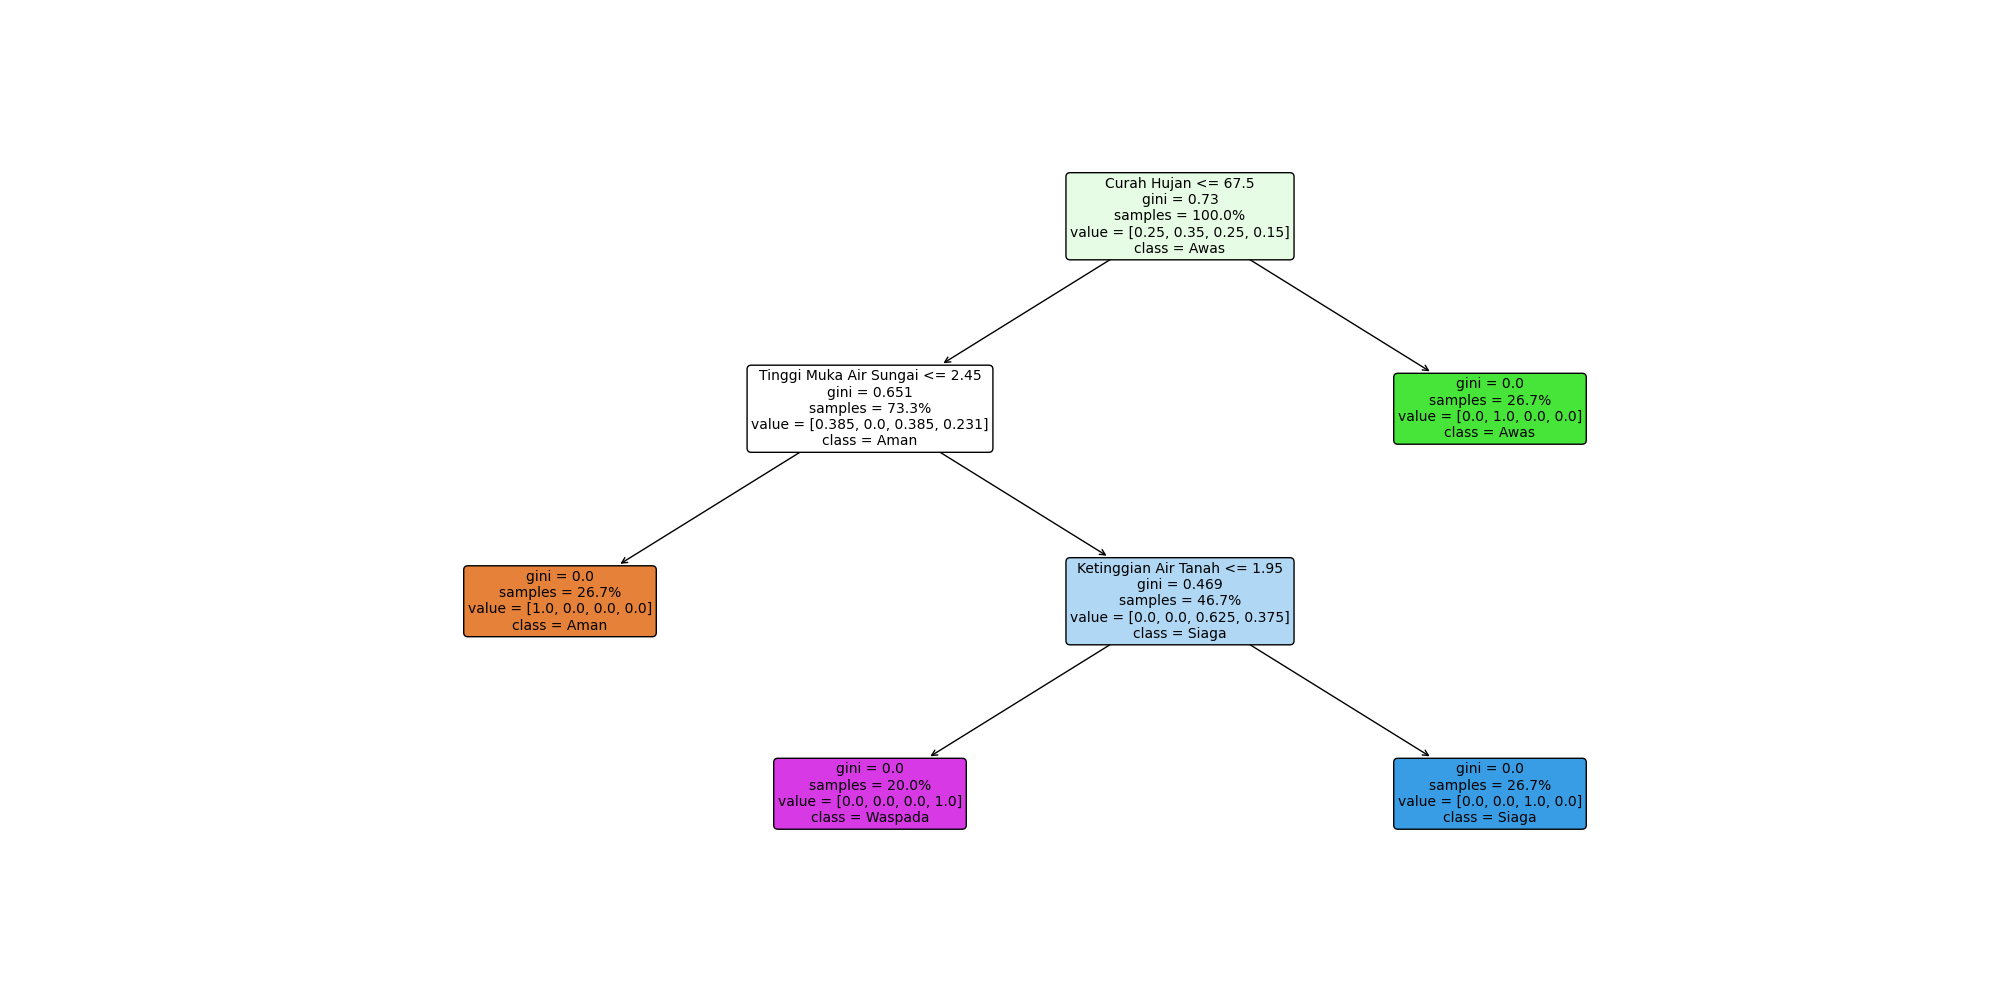 Curah Hujan <= 67.5
gini = 0.73
samples = 100.0%
value = [0.25, 0.35, 0.25, 0.15]
class = Awas
Tinggi Muka Air Sungai <= 2.45
gini = 0.651
samples = 73.3%
value = [0.385, 0.0, 0.385, 0.231]
class = Aman
gini = 0.0
samples = 26.7%
value = [0.0, 1.0, 0.0, 0.0]
class = Awas
gini = 0.0
samples = 26.7%
value = [1.0, 0.0, 0.0, 0.0]
class = Aman
Ketinggian Air Tanah <= 1.95
gini = 0.469
samples = 46.7%
value = [0.0, 0.0, 0.625, 0.375]
class = Siaga
gini = 0.0
samples = 20.0%
value = [0.0, 0.0, 0.0, 1.0]
class = Waspada
gini = 0.0
samples = 26.7%
value = [0.0, 0.0, 1.0, 0.0]
class = Siaga